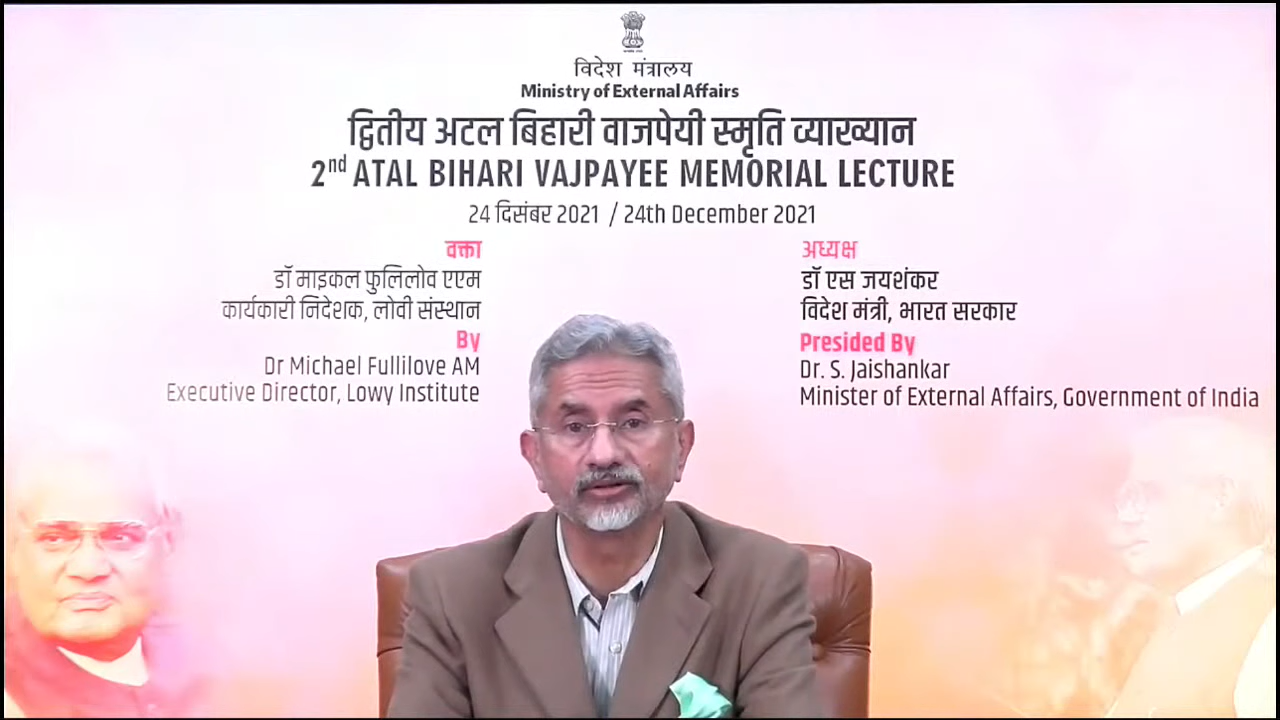 विदेश मंत्रालय
Ministry of External Affairs
द्वितीय अटल बिहारी वाजपेयी स्मृति व्याख्यान
2nd ATAL BIHARI VAJPAYEE MEMORIAL LECTURE
24 दिसंबर 2021 / 24th December 2021
वक्ता
डॉ माइकल फुलिलोव एएम
कार्यकारी निदेशक, लोवी संस्थान
By
Dr Michael Fullilove AM
Executive Director, Lowy Institute
अध्यक्ष
डॉ एस जयशंकर
विदेश मंत्री, भारत सरकार
Presided By
Dr. S. Jaishankar
Minister of External Affairs, Government of India